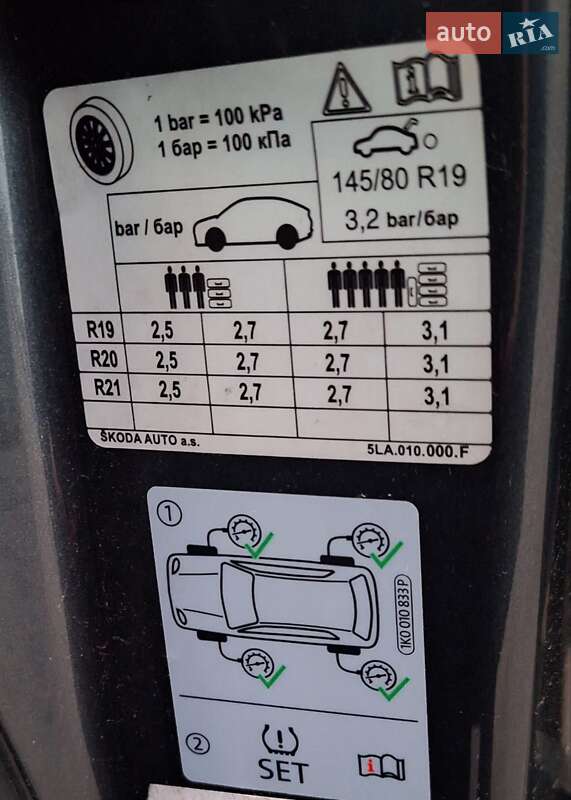 auto RIA .com
1 bar = 100 kPa
1 бар = 100 кПа
145/80 R19
3,2 bar/бар
bar / бар
R19 2,5 2,7 2,7 3,1
R20 2,5 2,7 2,7 3,1
R21 2,5 2,7 2,7 3,1
ŠKODA AUTO a.s. 5LA.010.000.F
1
1K0 010 833 P
2
SET